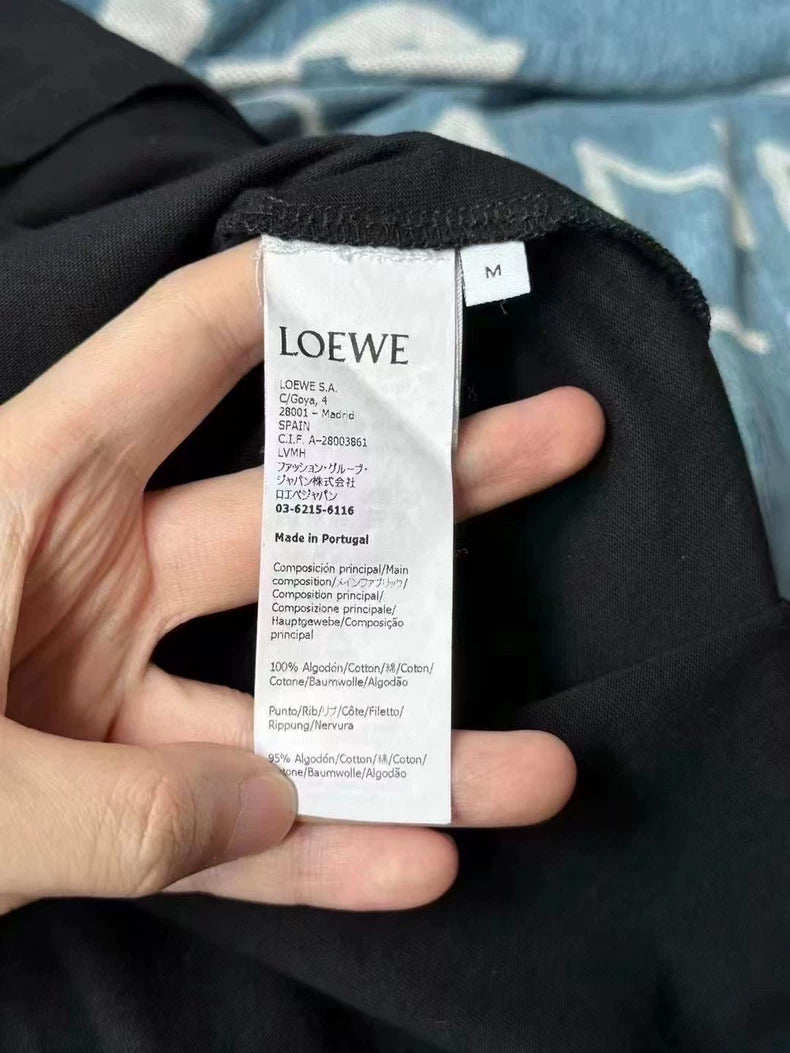 M
LOEWE
LOEWE S.A.
C/Goya, 4
28001 – Madrid
SPAIN
C.I.F. A-28003861
LVMH
ファッション・グループ・
ジャパン株式会社
ロエベジャパン
03-6215-6116
Made in Portugal
Composición principal/Main
composition/メインファブリック/
Composition principal/
Composizione principale/
Hauptgewebe/Composição
principal
100% Algodón/Cotton/綿/Coton/
Cotone/Baumwolle/Algodão
Punto/Rib/リブ/Côte/Filetto/
Rippung/Nervura
95% Algodón/Cotton/綿/Coton/
/Baumwolle/Algodão